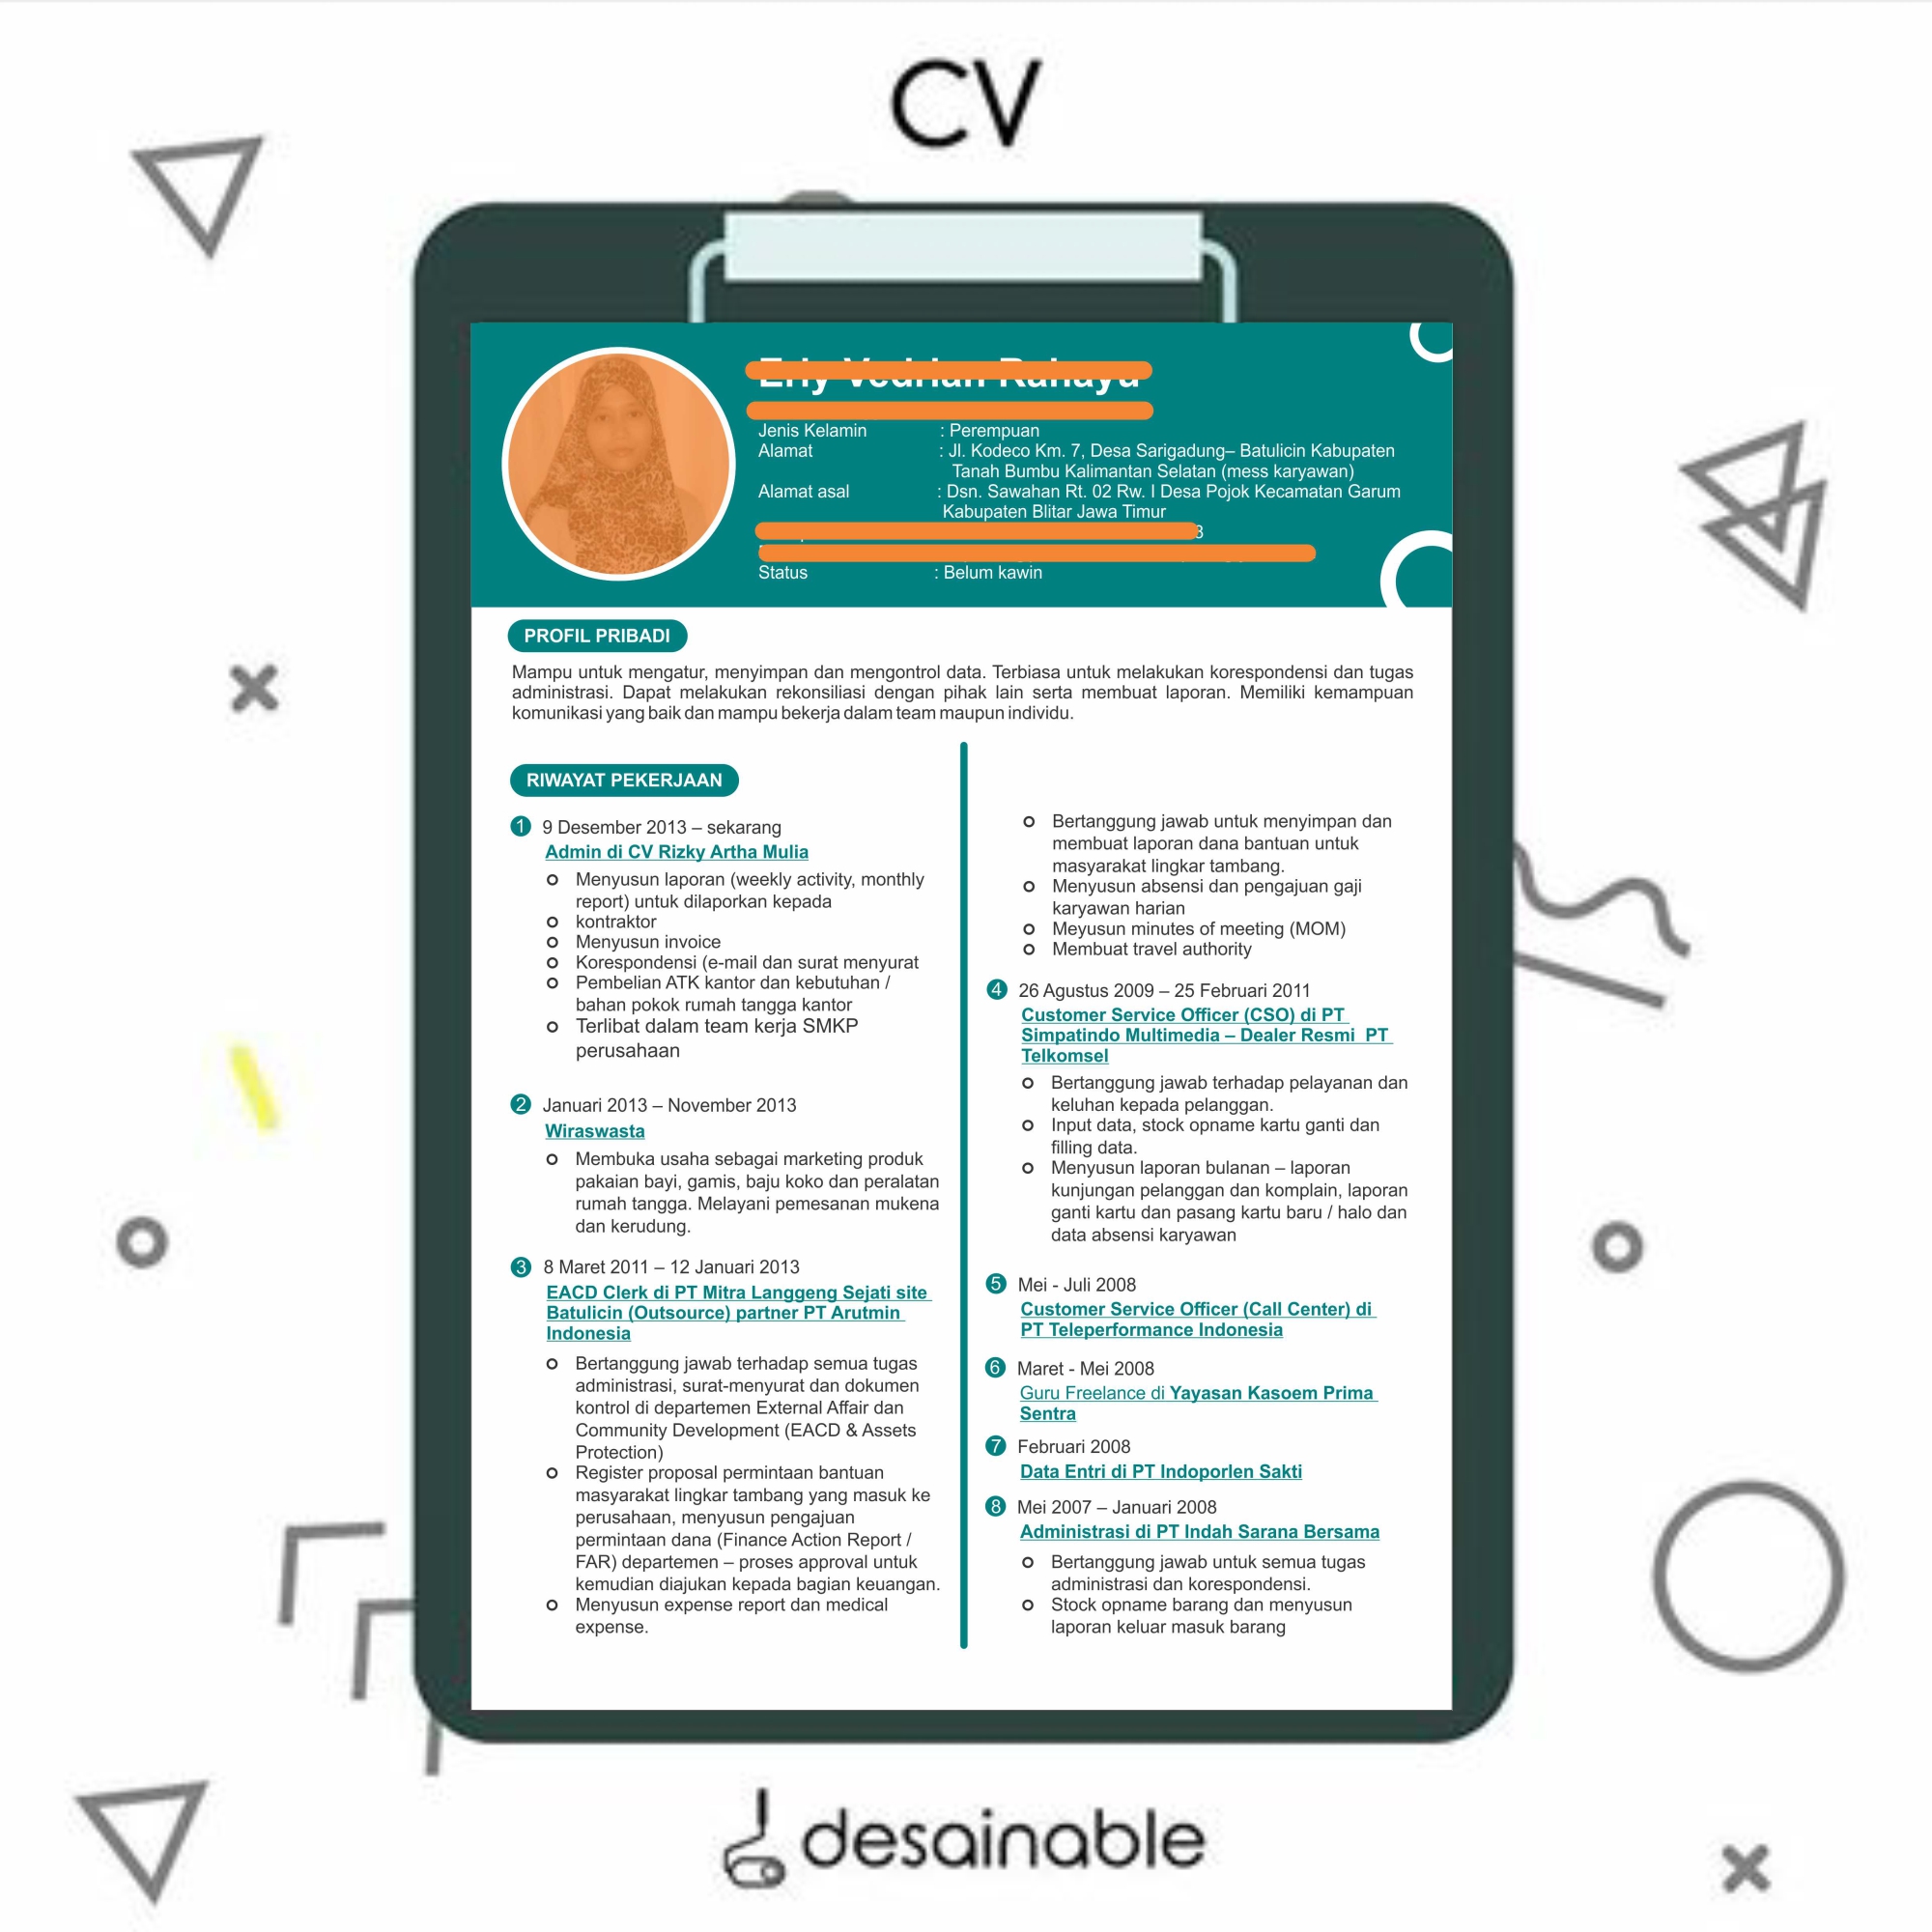 CV
Jenis Kelamin : Perempuan
Alamat : Jl. Kodeco Km. 7, Desa Sarigadung– Batulicin Kabupaten
Tanah Bumbu Kalimantan Selatan (mess karyawan)
Alamat asal : Dsn. Sawahan Rt. 02 Rw. I Desa Pojok Kecamatan Garum
Kabupaten Blitar Jawa Timur
Status : Belum kawin
PROFIL PRIBADI
Mampu untuk mengatur, menyimpan dan mengontrol data. Terbiasa untuk melakukan korespondensi dan tugas
administrasi. Dapat melakukan rekonsiliasi dengan pihak lain serta membuat laporan. Memiliki kemampuan
komunikasi yang baik dan mampu bekerja dalam team maupun individu.
RIWAYAT PEKERJAAN
1 9 Desember 2013 – sekarang
Admin di CV Rizky Artha Mulia
Menyusun laporan (weekly activity, monthly
report) untuk dilaporkan kepada
kontraktor
Menyusun invoice
Korespondensi (e-mail dan surat menyurat
Pembelian ATK kantor dan kebutuhan /
bahan pokok rumah tangga kantor
Terlibat dalam team kerja SMKP
perusahaan
2 Januari 2013 – November 2013
Wiraswasta
Membuka usaha sebagai marketing produk
pakaian bayi, gamis, baju koko dan peralatan
rumah tangga. Melayani pemesanan mukena
dan kerudung.
3 8 Maret 2011 – 12 Januari 2013
EACD Clerk di PT Mitra Langgeng Sejati site
Batulicin (Outsource) partner PT Arutmin
Indonesia
Bertanggung jawab terhadap semua tugas
administrasi, surat-menyurat dan dokumen
kontrol di departemen External Affair dan
Community Development (EACD & Assets
Protection)
Register proposal permintaan bantuan
masyarakat lingkar tambang yang masuk ke
perusahaan, menyusun pengajuan
permintaan dana (Finance Action Report /
FAR) departemen – proses approval untuk
kemudian diajukan kepada bagian keuangan.
Menyusun expense report dan medical
expense.
Bertanggung jawab untuk menyimpan dan
membuat laporan dana bantuan untuk
masyarakat lingkar tambang.
Menyusun absensi dan pengajuan gaji
karyawan harian
Meyusun minutes of meeting (MOM)
Membuat travel authority
4 26 Agustus 2009 – 25 Februari 2011
Customer Service Officer (CSO) di PT
Simpatindo Multimedia – Dealer Resmi PT
Telkomsel
Bertanggung jawab terhadap pelayanan dan
keluhan kepada pelanggan.
Input data, stock opname kartu ganti dan
filling data.
Menyusun laporan bulanan – laporan
kunjungan pelanggan dan komplain, laporan
ganti kartu dan pasang kartu baru / halo dan
data absensi karyawan
5 Mei - Juli 2008
Customer Service Officer (Call Center) di
PT Teleperformance Indonesia
6 Maret - Mei 2008
Guru Freelance di Yayasan Kasoem Prima
Sentra
7 Februari 2008
Data Entri di PT Indoporlen Sakti
8 Mei 2007 – Januari 2008
Administrasi di PT Indah Sarana Bersama
Bertanggung jawab untuk semua tugas
administrasi dan korespondensi.
Stock opname barang dan menyusun
laporan keluar masuk barang
desainable